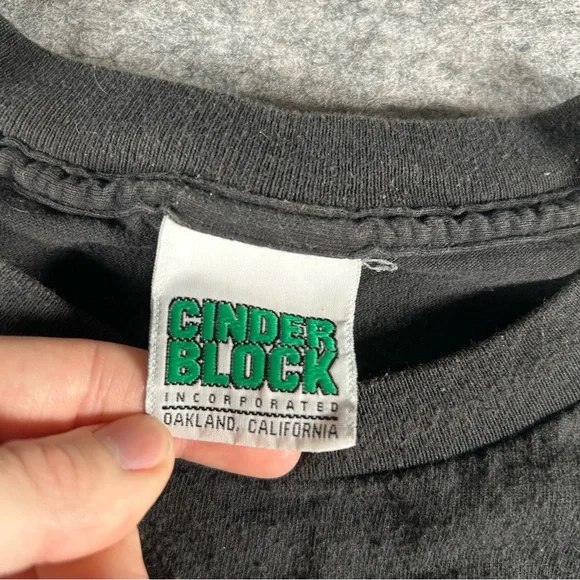 CINDER
BLOCK
INCORPORATED
OAKLAND, CALIFORNIA